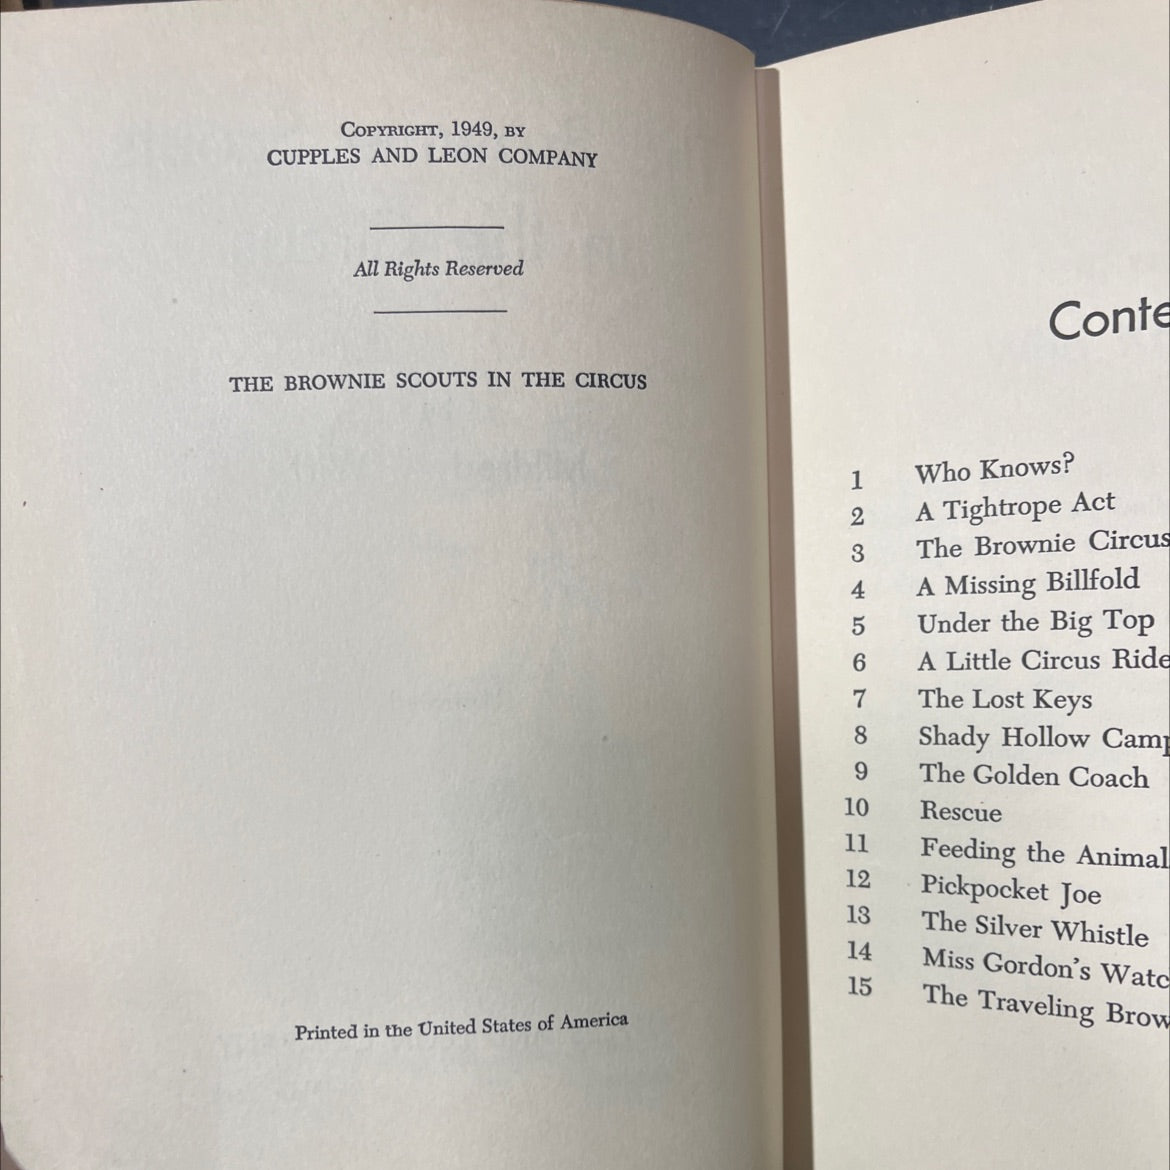 Copyright, 1949, by
CUPPLES AND LEON COMPANY
All Rights Reserved
THE BROWNIE SCOUTS IN THE CIRCUS
Printed in the United States of America
Conte
1 Who Knows?
2 A Tightrope Act
3 The Brownie Circus
4 A Missing Billfold
5 Under the Big Top
6 A Little Circus Ride
7 The Lost Keys
8 Shady Hollow Camp
9 The Golden Coach
10 Rescue
11 Feeding the Animal
12 Pickpocket Joe
13 The Silver Whistle
14 Miss Gordon's Watc
15 The Traveling Brow